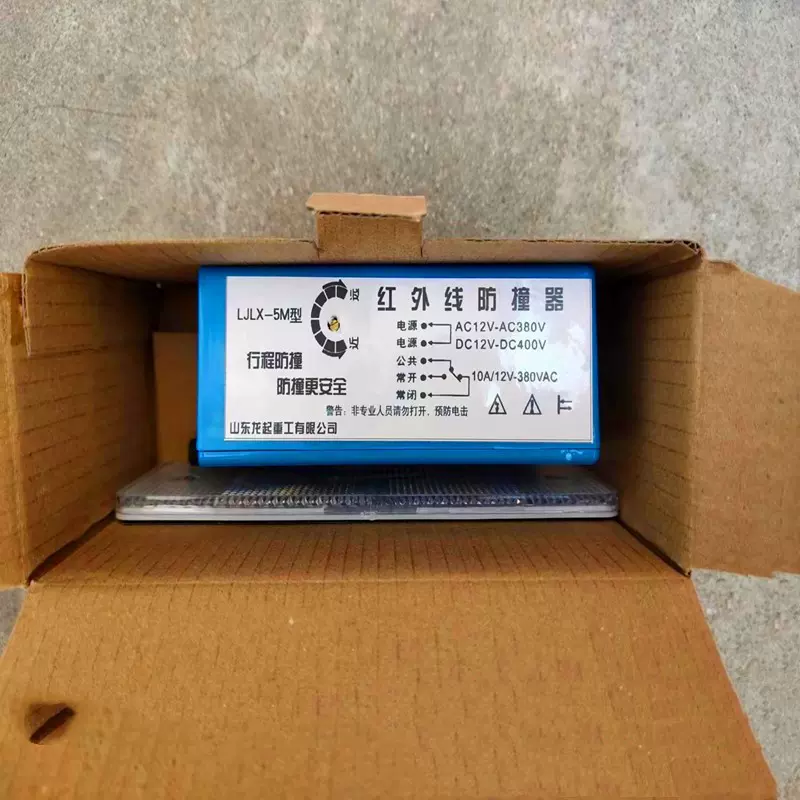 LJLX-5M型
远
近
行程防撞
防撞更安全
山东龙起重工有限公司
红外线防撞器
电源 AC12V-AC380V
电源 DC12V-DC400V
公共
常开 10A/12V-380VAC
常闭
警告：非专业人员请勿打开，预防电击